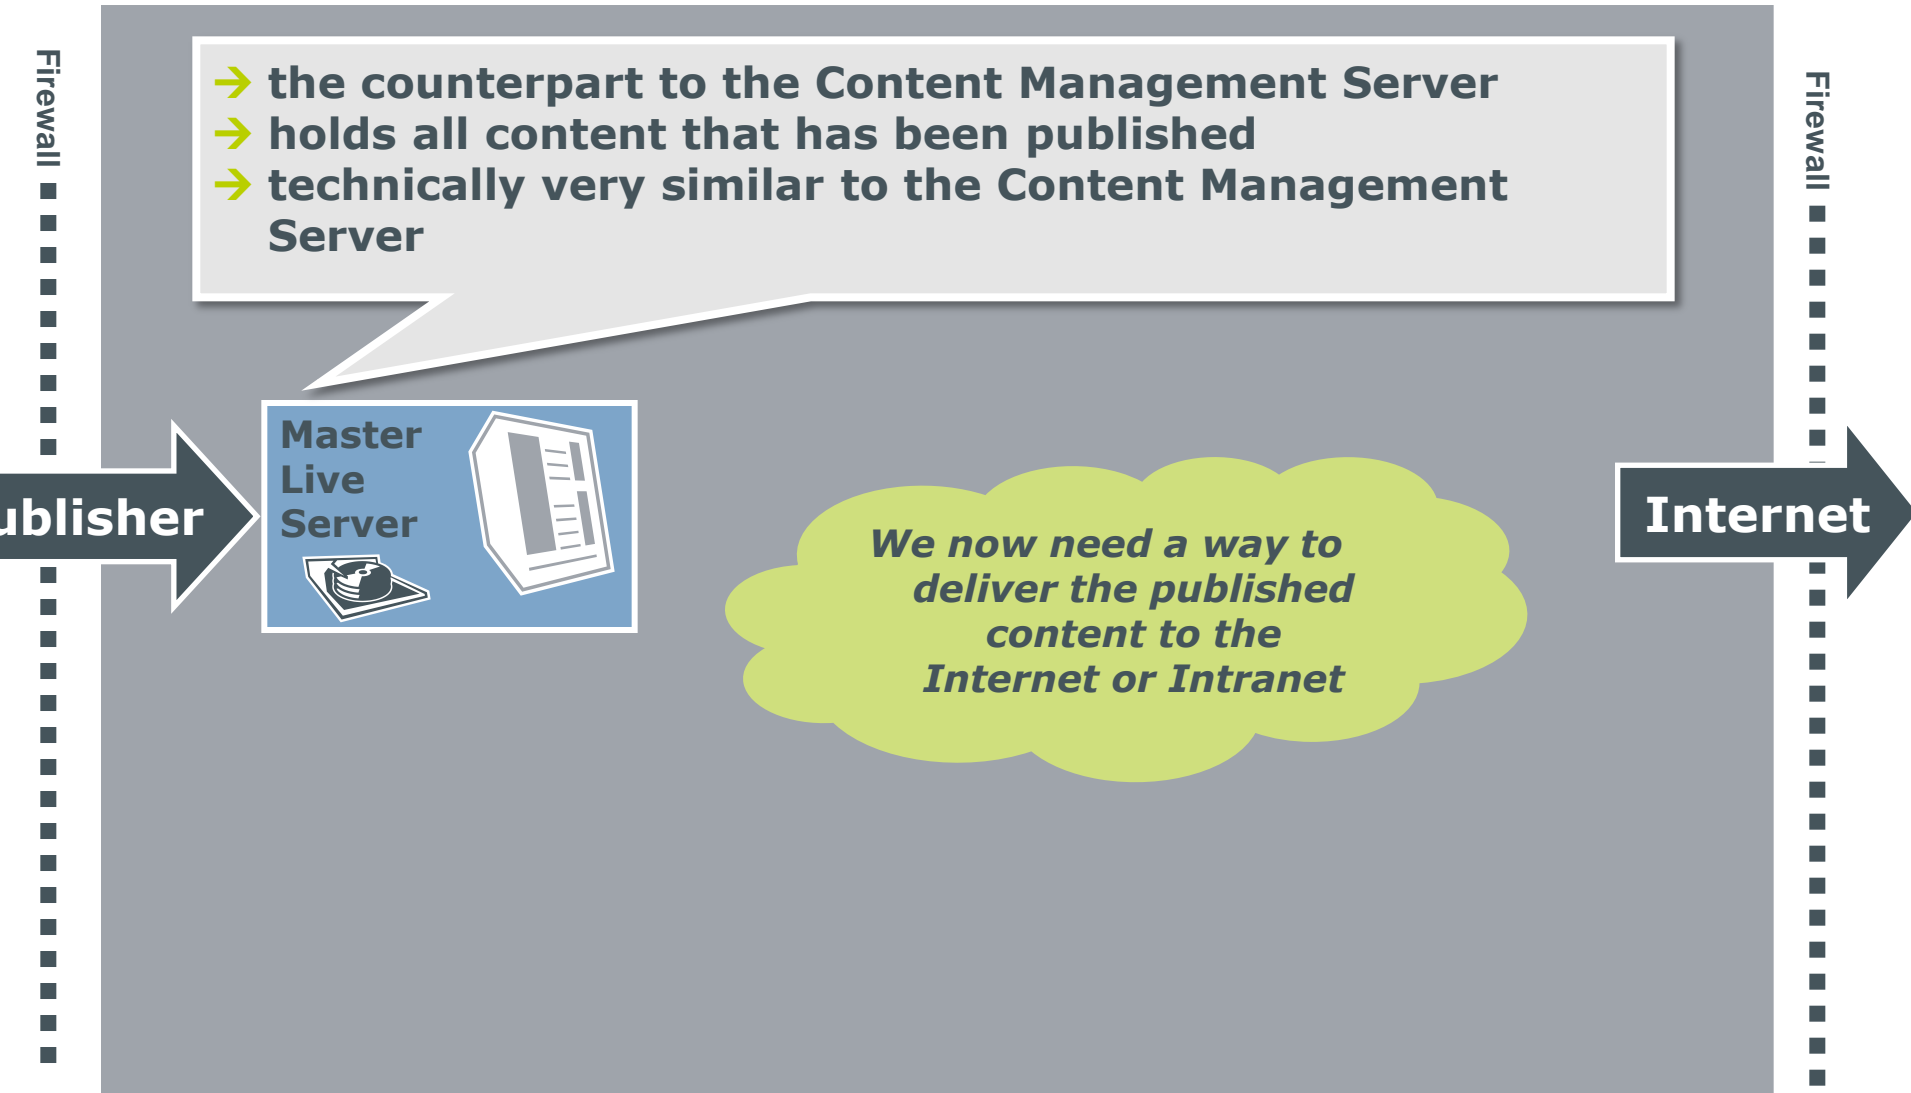 Firewall
the counterpart to the Content Management Server
holds all content that has been published
technically very similar to the Content Management
Server
Firewall
Master
Live
Server
ublisher
We now need a way to
deliver the published
content to the
Internet or Intranet
Internet